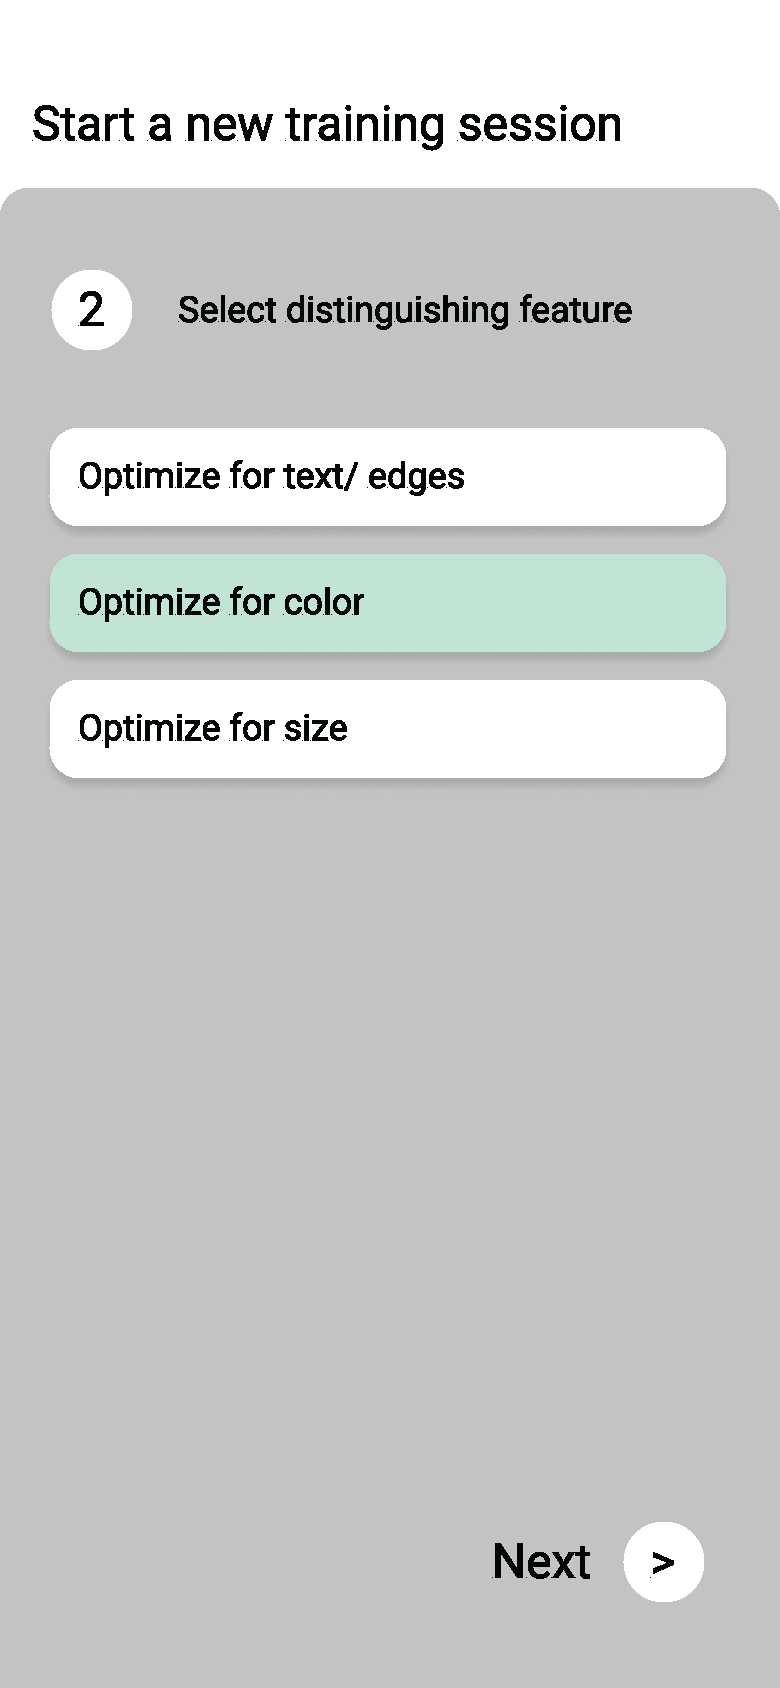 Start a new training session
2 Select distinguishing feature
Optimize for text/ edges
Optimize for color
Optimize for size
Next >